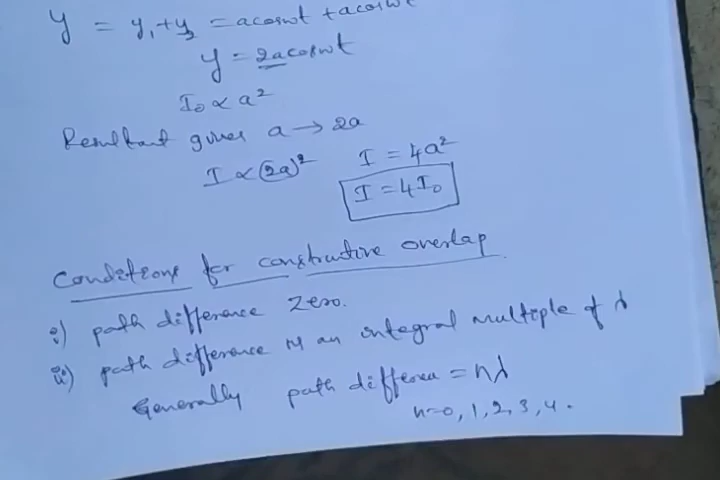 y = y₁+y₂ = acosωt + acosωt
y = 2acosωt
I₀ ∝ a²
Resultant gives a → 2a
I ∝ (2a)² I = 4a²
I = 4I₀
Conditions for constructive overlap
i) path difference zero.
ii) path difference is an integral multiple of λ
Generally path differen = nλ
n=0, 1, 2, 3, 4.